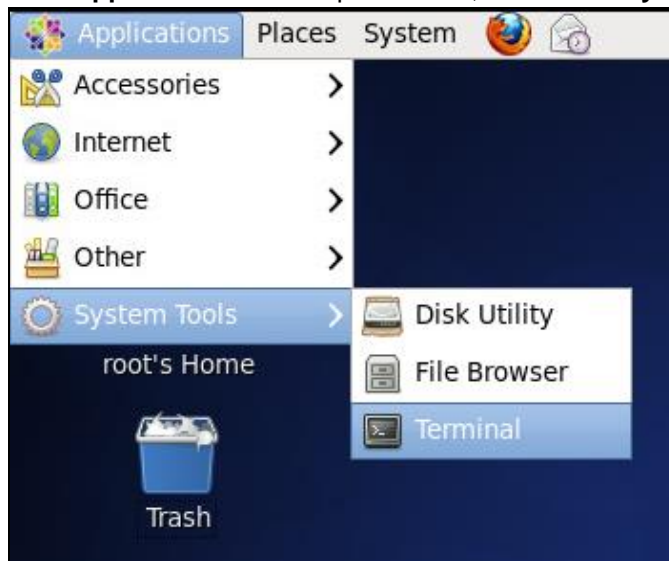 Applications Places System
Accessories
Internet
Office
Other
System Tools
Disk Utility
File Browser
Terminal
root's Home
Trash